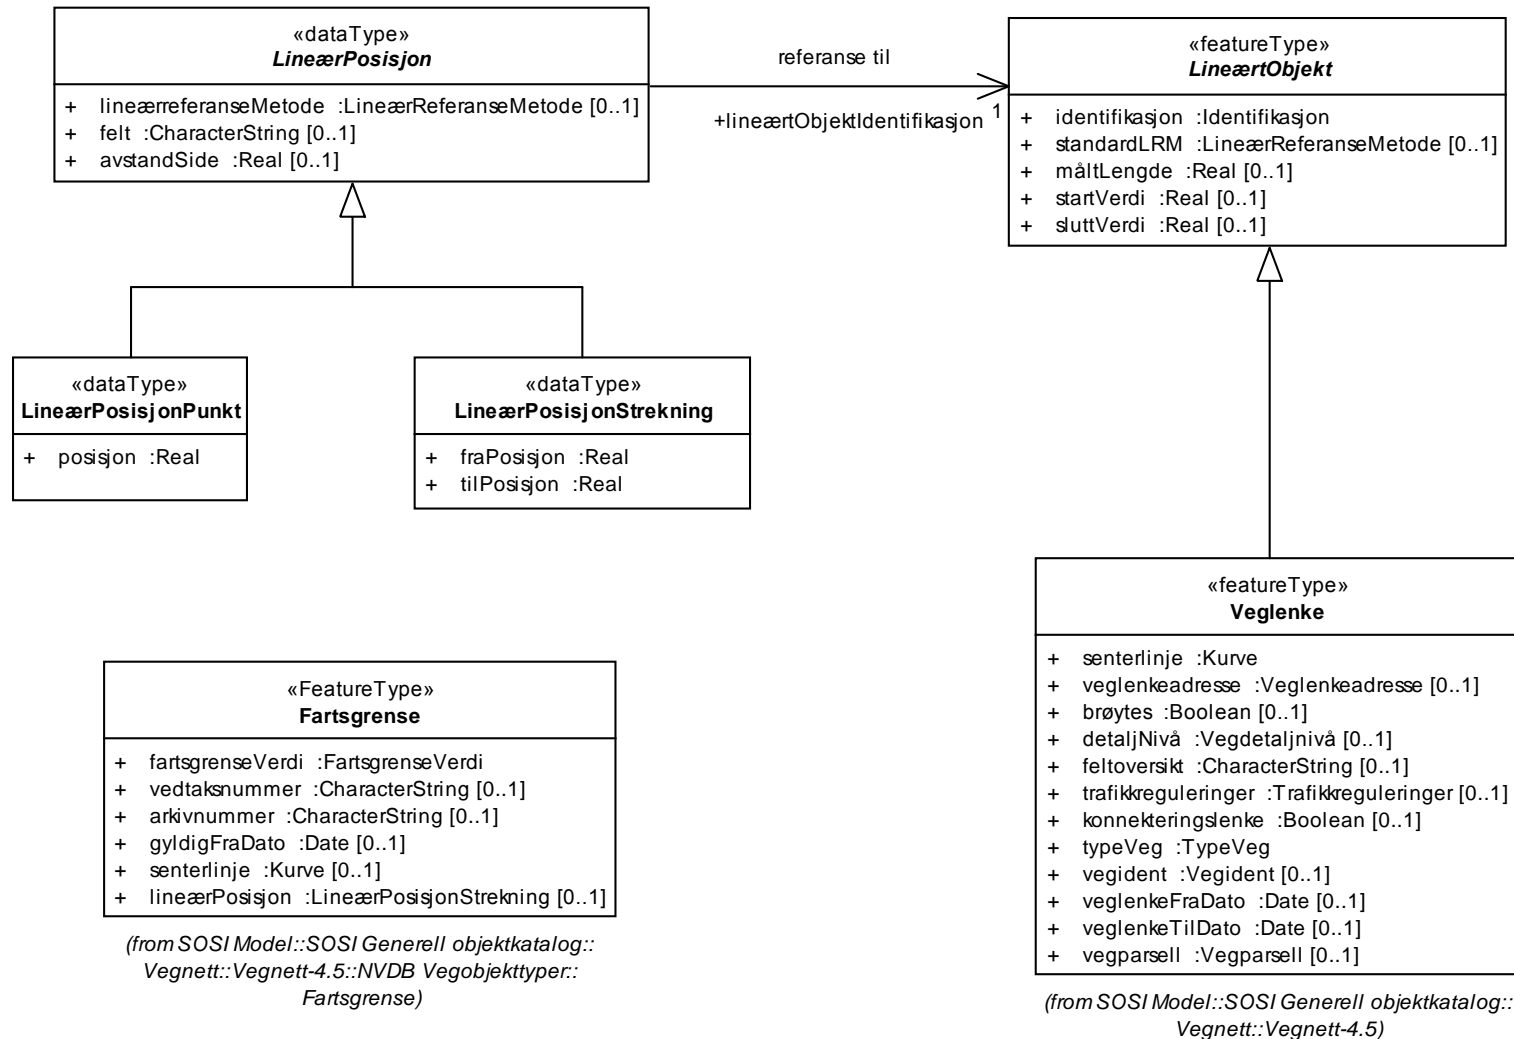 «dataType»
LineærPosisjon
+ lineærreferanseMetode :LineærReferanseMetode [0..1]
+ felt :CharacterString [0..1]
+ avstandSide :Real [0..1]
referanse til
+lineærtObjektIdentifikasjon 1
«featureType»
LineærtObjekt
+ identifikasjon :Identifikasjon
+ standardLRM :LineærReferanseMetode [0..1]
+ måltLengde :Real [0..1]
+ startVerdi :Real [0..1]
+ sluttVerdi :Real [0..1]
«dataType»
LineærPosisjonPunkt
+ posisjon :Real
«dataType»
LineærPosisjonStrekning
+ fraPosisjon :Real
+ tilPosisjon :Real
«FeatureType»
Fartsgrense
+ fartsgrenseVerdi :FartsgrenseVerdi
+ vedtaksnummer :CharacterString [0..1]
+ arkivnummer :CharacterString [0..1]
+ gyldigFraDato :Date [0..1]
+ senterlinje :Kurve [0..1]
+ lineærPosisjon :LineærPosisjonStrekning [0..1]
(from SOSI Model::SOSI Generell objektkatalog::
Vegnett::Vegnett-4.5::NVDB Vegobjekttyper::
Fartsgrense)
«featureType»
Veglenke
+ senterlinje :Kurve
+ veglenkeadresse :Veglenkeadresse [0..1]
+ brøytes :Boolean [0..1]
+ detaljNivå :Vegdetaljnivå [0..1]
+ feltoversikt :CharacterString [0..1]
+ trafikkreguleringer :Trafikkreguleringer [0..1]
+ konnekteringslenke :Boolean [0..1]
+ typeVeg :TypeVeg
+ vegident :Vegident [0..1]
+ veglenkeFraDato :Date [0..1]
+ veglenkeTilDato :Date [0..1]
+ vegparsell :Vegparsell [0..1]
(from SOSI Model::SOSI Generell objektkatalog::
Vegnett::Vegnett-4.5)